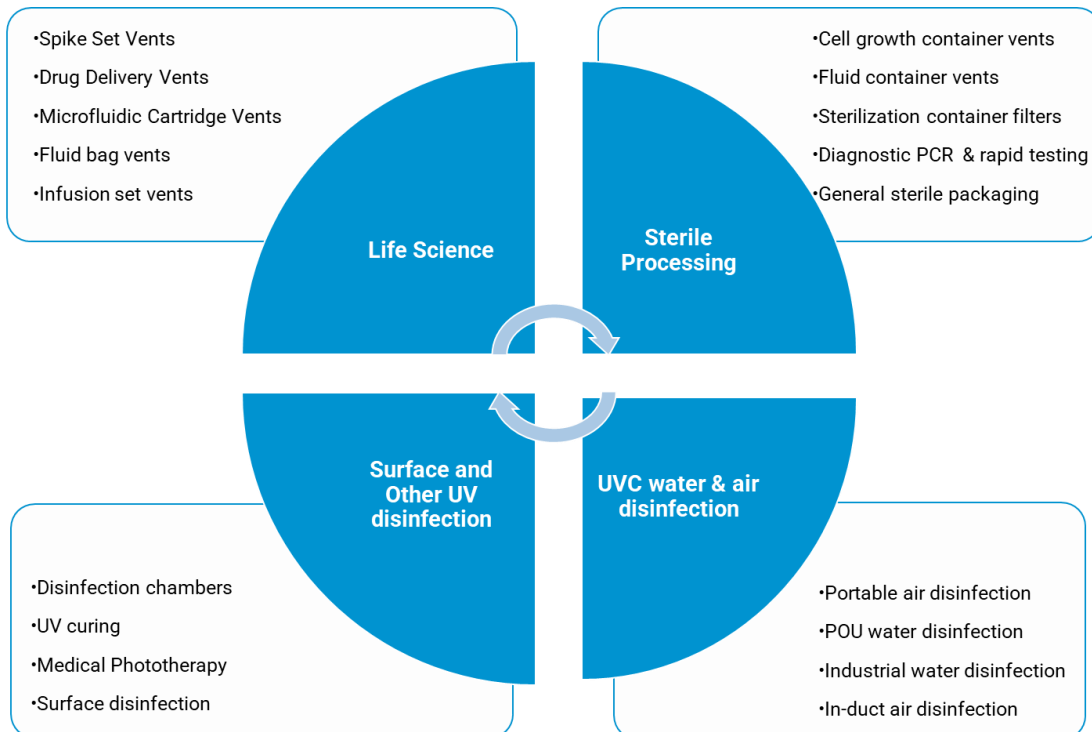 •Spike Set Vents
•Drug Delivery Vents
•Microfluidic Cartridge Vents
•Fluid bag vents
•Infusion set vents
•Cell growth container vents
•Fluid container vents
•Sterilization container filters
•Diagnostic PCR & rapid testing
•General sterile packaging
Life Science
Sterile
Processing
Surface and
Other UV
disinfection
UVC water & air
disinfection
•Disinfection chambers
•UV curing
•Medical Phototherapy
•Surface disinfection
•Portable air disinfection
•POU water disinfection
•Industrial water disinfection
•In-duct air disinfection